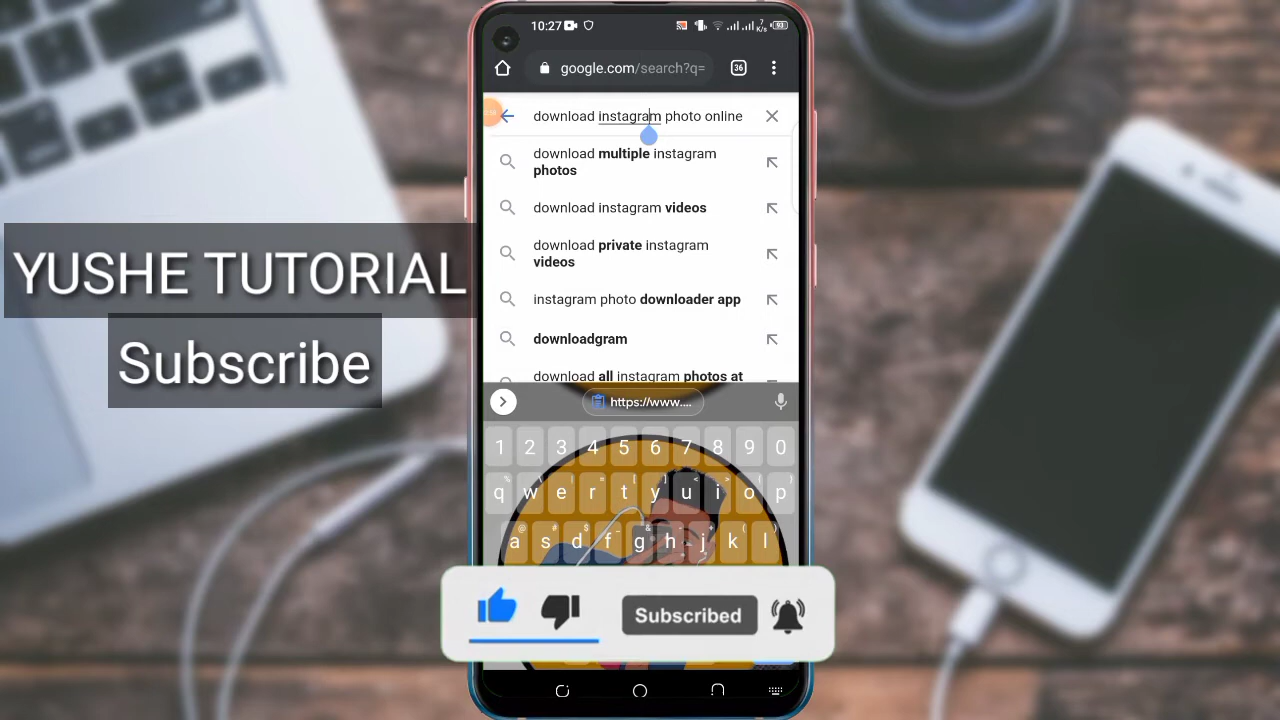 YUSHE TUTORIAL
Subscribe
10:27
7
K/s
93
google.com/search?q=
36
download instagram photo online
download multiple instagram
photos
download instagram videos
download private instagram
videos
instagram photo downloader app
downloadgram
download all instagram photos at
https://www....
1 2 3 4 5 6 7 8 9 0
q w e r t y u i o p
a s d f g h j k l
Subscribed